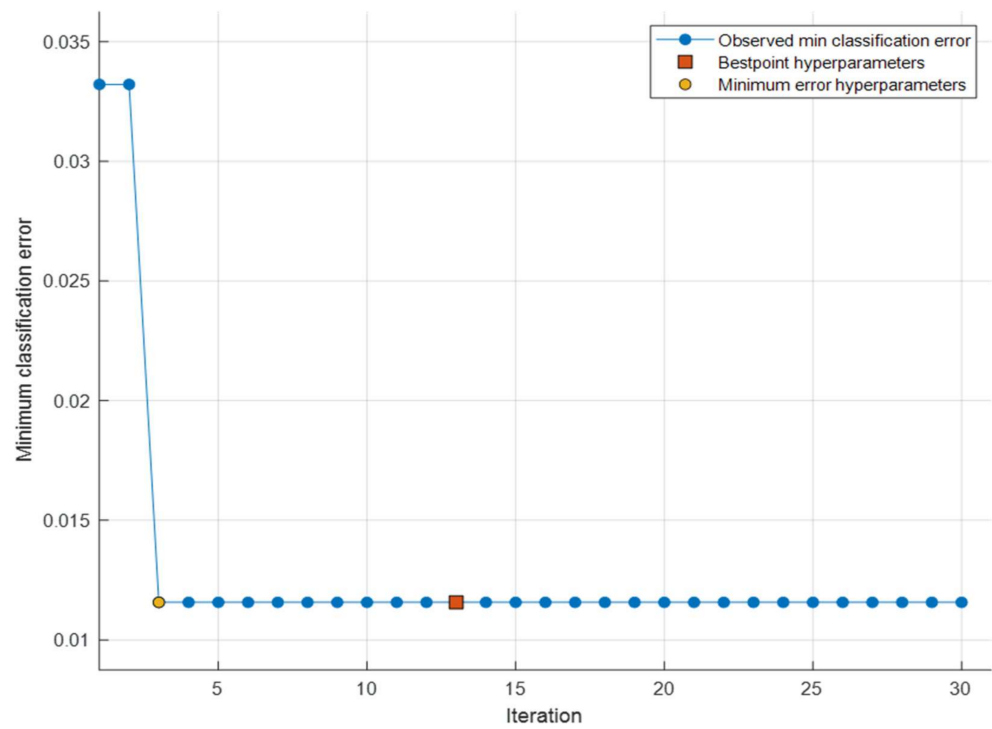 0.035
0.03
0.025
0.02
0.015
0.01
Minimum classification error
Observed min classification error
Bestpoint hyperparameters
Minimum error hyperparameters
5 10 15 20 25 30
Iteration